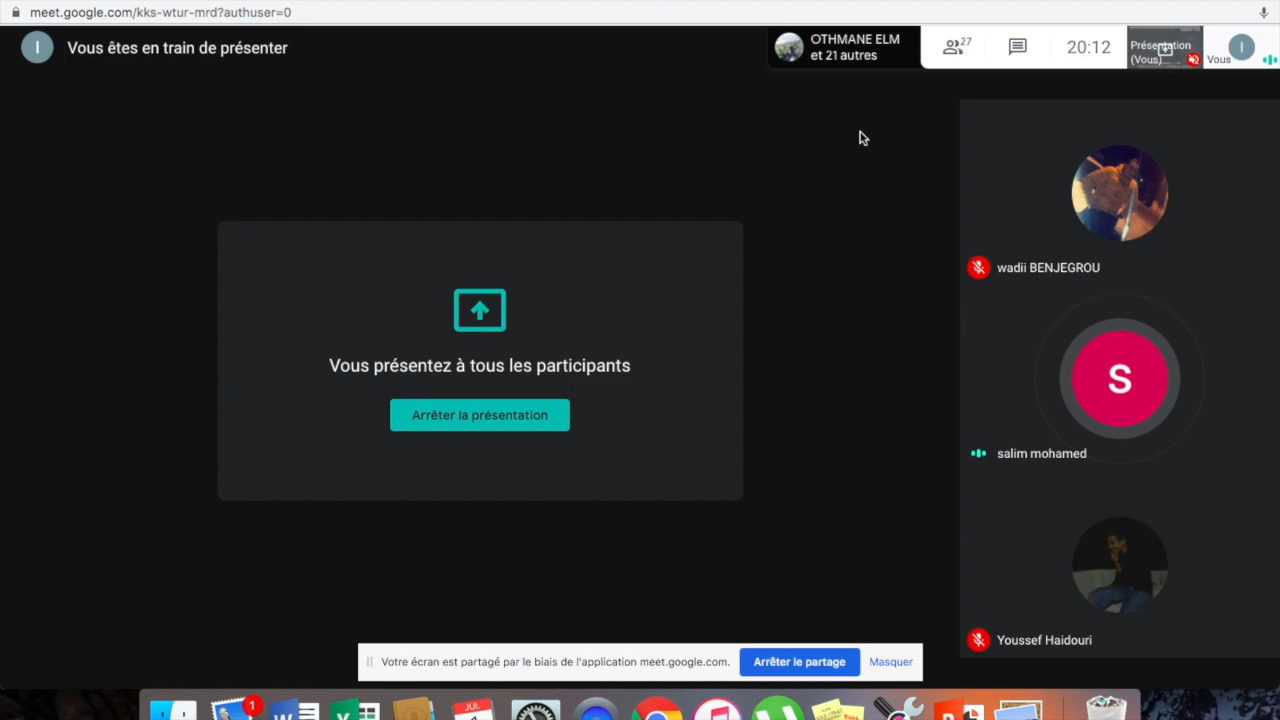 meet.google.com/kks-wtur-mrd?authuser=0
I
Vous êtes en train de présenter
OTHMANE ELM
et 21 autres
27
20:12
Présentation
(Vous)
Vous
I
wadii BENJEGROU
Vous présentez à tous les participants
Arrêter la présentation
S
salim mohamed
Youssef Haidouri
Votre écran est partagé par le biais de l'application meet.google.com.
Arrêter le partage
Masquer
1
W
X
JUL
P